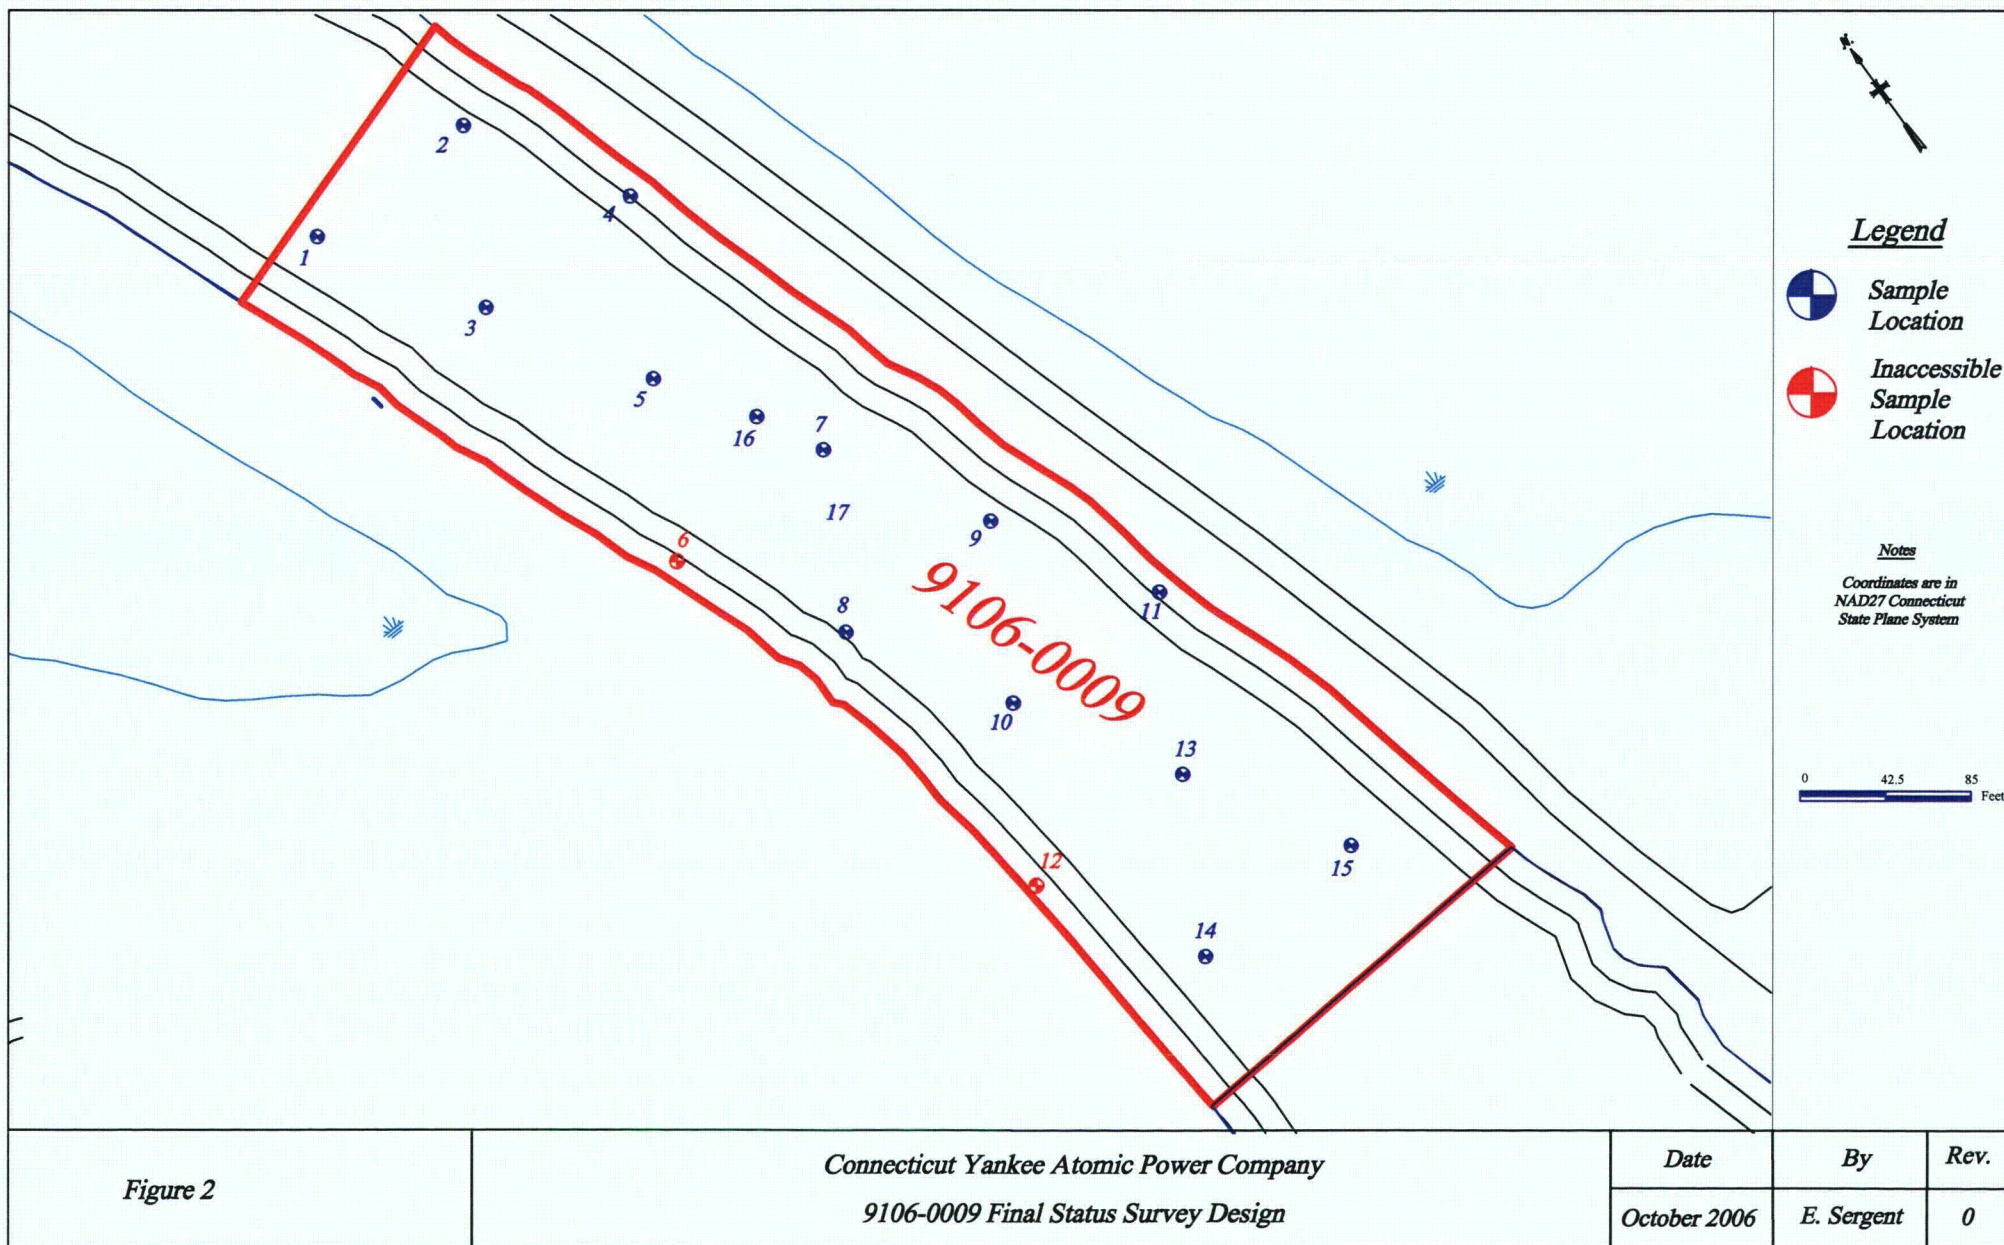 N
2
4
1
3
5
16
7
17
9
6
8
11
9106-0009
10
13
12
15
14
Legend
Sample
Location
Inaccessible
Sample
Location
Notes
Coordinates are in
NAD27 Connecticut
State Plane System
0 42.5 85
Feet
Figure 2
Connecticut Yankee Atomic Power Company
9106-0009 Final Status Survey Design
Date
October 2006
By
E. Sergent
Rev.
0